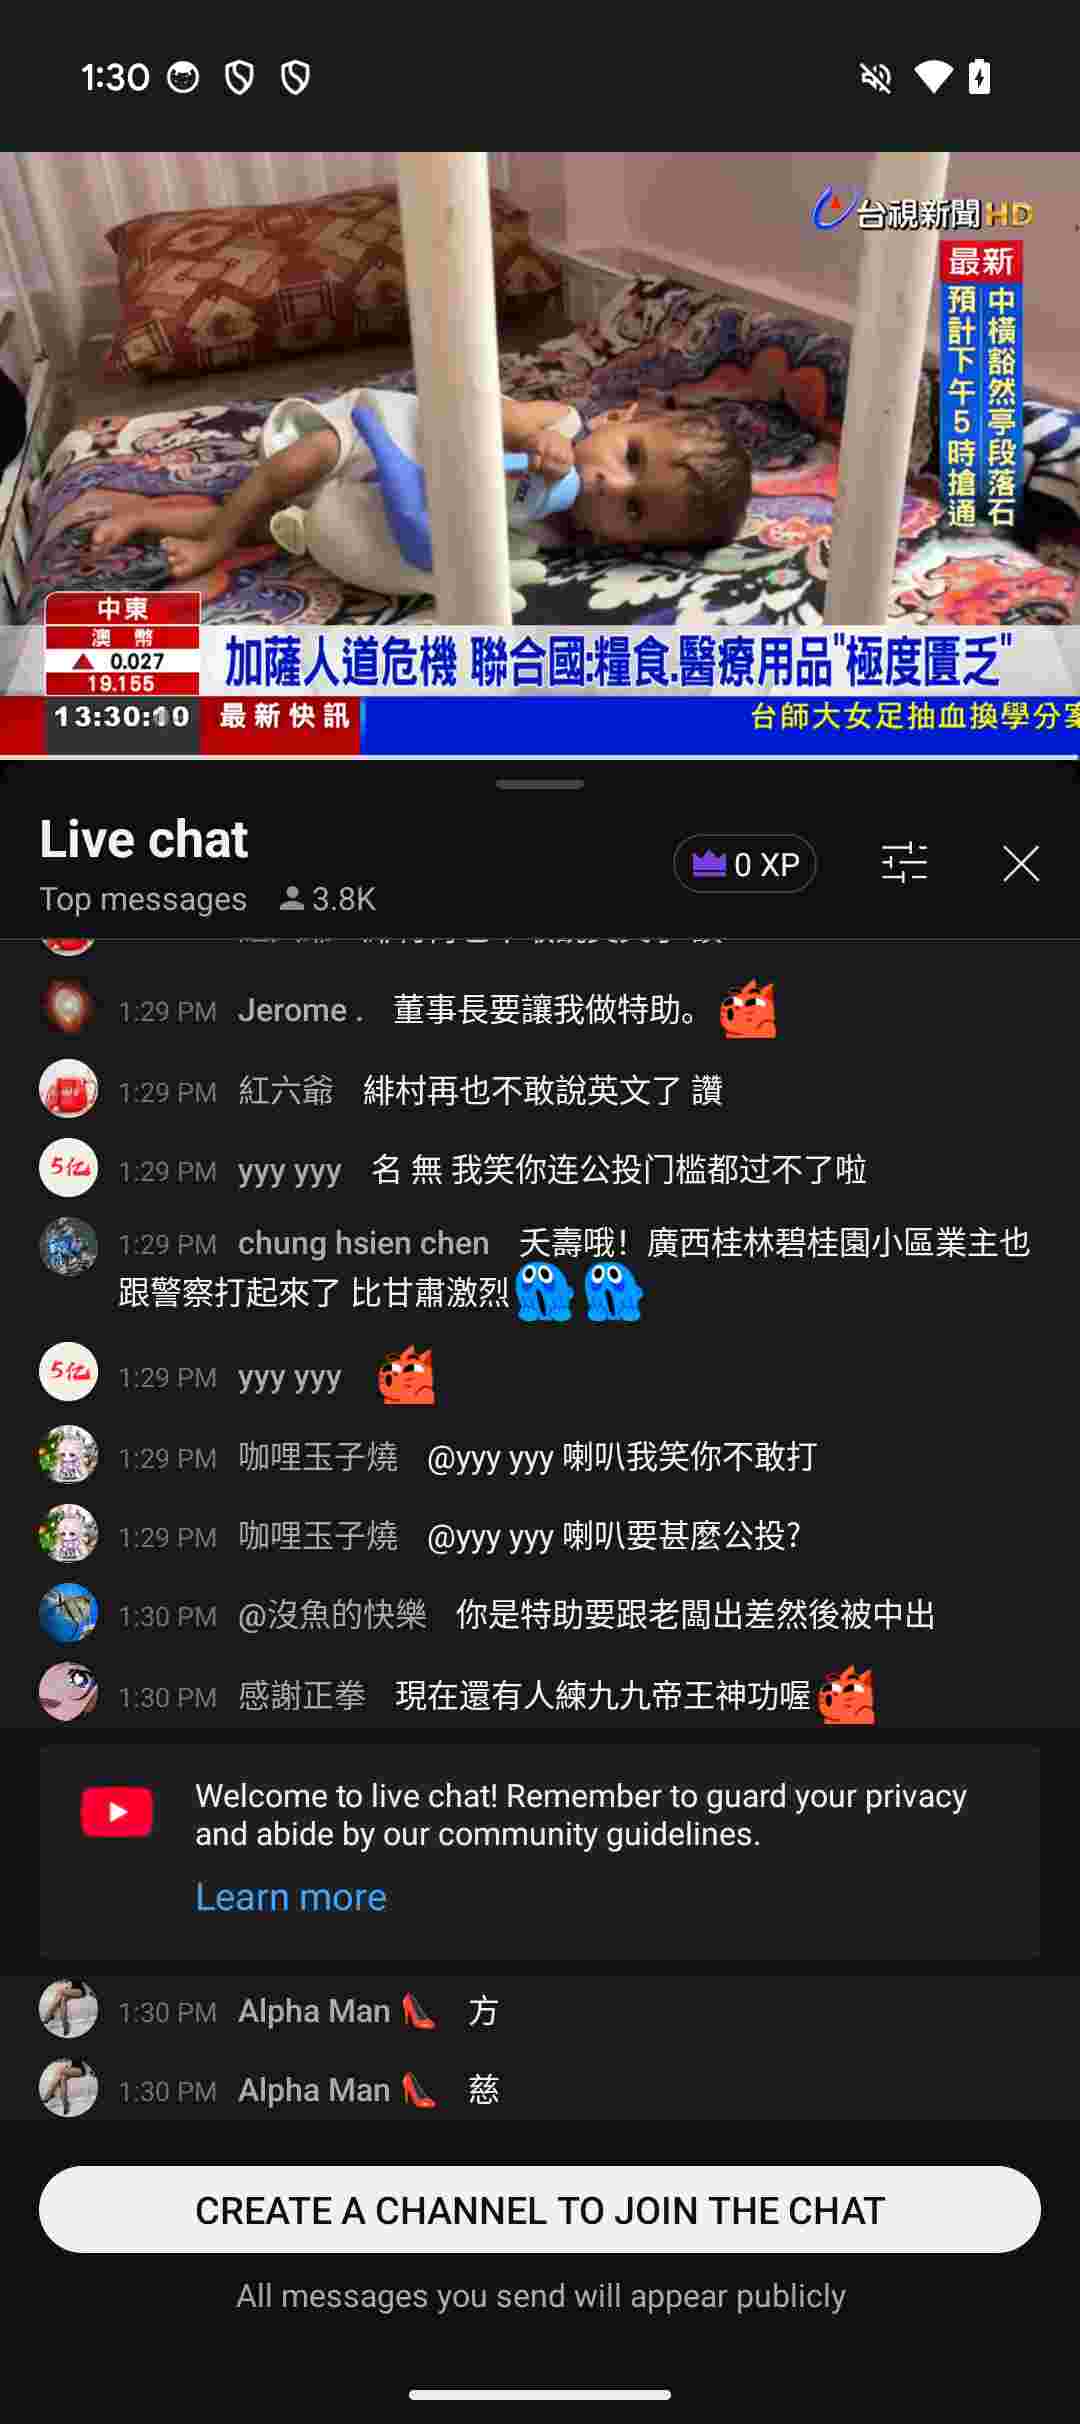 1:30
台視新聞HD
最新
中橫豁然亭段落石
預計下午5時搶通
中東
澳 幣
▲ 0.027
19.155
加薩人道危機 聯合國:糧食.醫療用品"極度匱乏"
13:30:10
最新快訊
台師大女足抽血換學分案
Live chat
Top messages 3.8K
0 XP
1:29 PM Jerome . 董事長要讓我做特助。
1:29 PM 紅六爺 緋村再也不敢說英文了 讚
5亿
1:29 PM yyy yyy 名 無 我笑你连公投门槛都过不了啦
1:29 PM chung hsien chen 夭壽哦！廣西桂林碧桂園小區業主也
跟警察打起來了 比甘肅激烈
5亿
1:29 PM yyy yyy
1:29 PM 咖哩玉子燒 @yyy yyy 喇叭我笑你不敢打
1:29 PM 咖哩玉子燒 @yyy yyy 喇叭要甚麼公投?
1:30 PM @沒魚的快樂 你是特助要跟老闆出差然後被中出
1:30 PM 感謝正拳 現在還有人練九九帝王神功喔
Welcome to live chat! Remember to guard your privacy
and abide by our community guidelines.
Learn more
1:30 PM Alpha Man 👠 方
1:30 PM Alpha Man 👠 慈
CREATE A CHANNEL TO JOIN THE CHAT
All messages you send will appear publicly